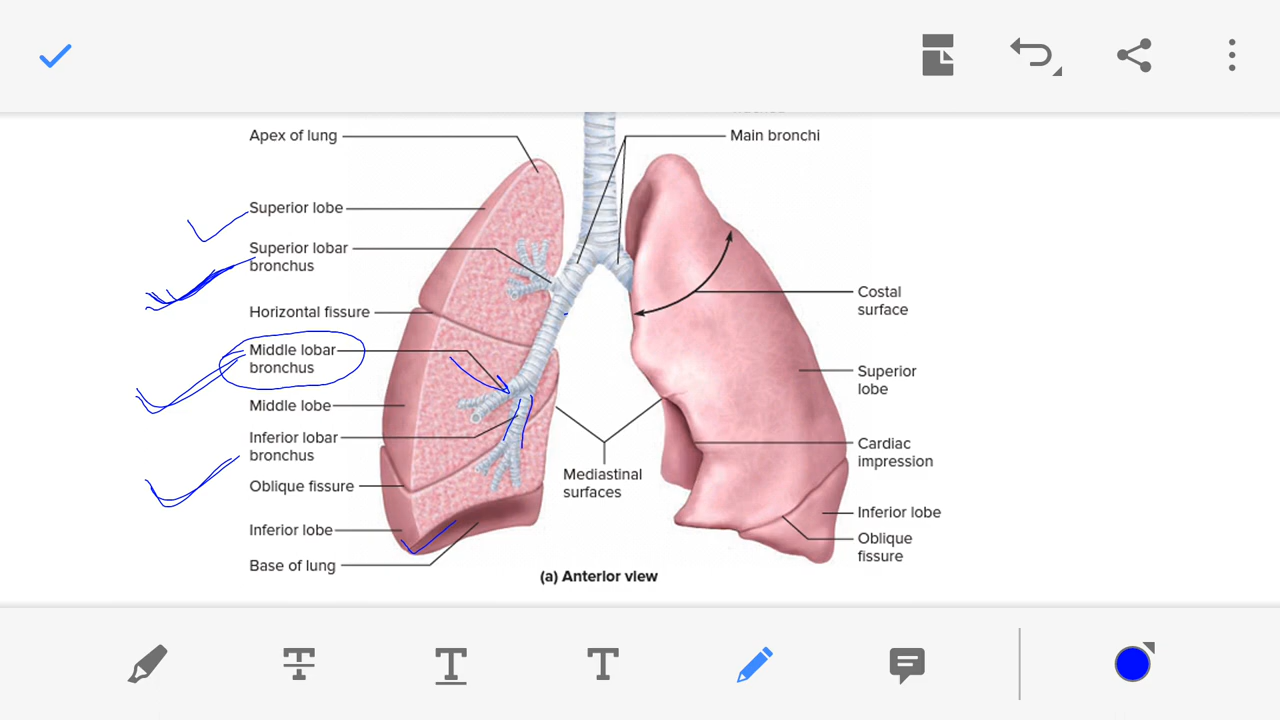 Apex of lung
Main bronchi
Superior lobe
Superior lobar
bronchus
Horizontal fissure
Costal
surface
Middle lobar
bronchus
Superior
lobe
Middle lobe
Inferior lobar
bronchus
Cardiac
impression
Mediastinal
surfaces
Oblique fissure
Inferior lobe
Inferior lobe
Oblique
fissure
Base of lung
(a) Anterior view
T
T
T